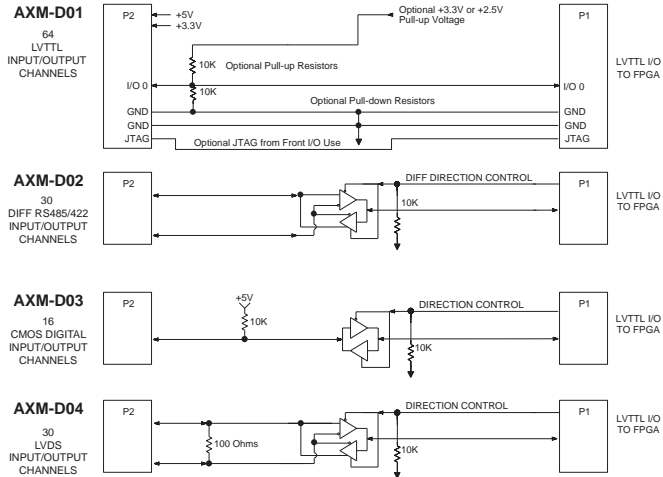 AXM-D01
64
LVTTL
INPUT/OUTPUT
CHANNELS
P2
+5V
+3.3V
Optional +3.3V or +2.5V
Pull-up Voltage
10K
Optional Pull-up Resistors
I/O 0
10K
Optional Pull-down Resistors
GND
GND
JTAG
Optional JTAG from Front I/O Use
P1
I/O 0
GND
GND
JTAG
LVTTL I/O
TO FPGA
AXM-D02
30
DIFF RS485/422
INPUT/OUTPUT
CHANNELS
P2
DIFF DIRECTION CONTROL
10K
P1
LVTTL I/O
TO FPGA
AXM-D03
16
CMOS DIGITAL
INPUT/OUTPUT
CHANNELS
P2
+5V
10K
DIRECTION CONTROL
10K
P1
LVTTL I/O
TO FPGA
AXM-D04
30
LVDS
INPUT/OUTPUT
CHANNELS
P2
100 Ohms
DIRECTION CONTROL
10K
P1
LVTTL I/O
TO FPGA